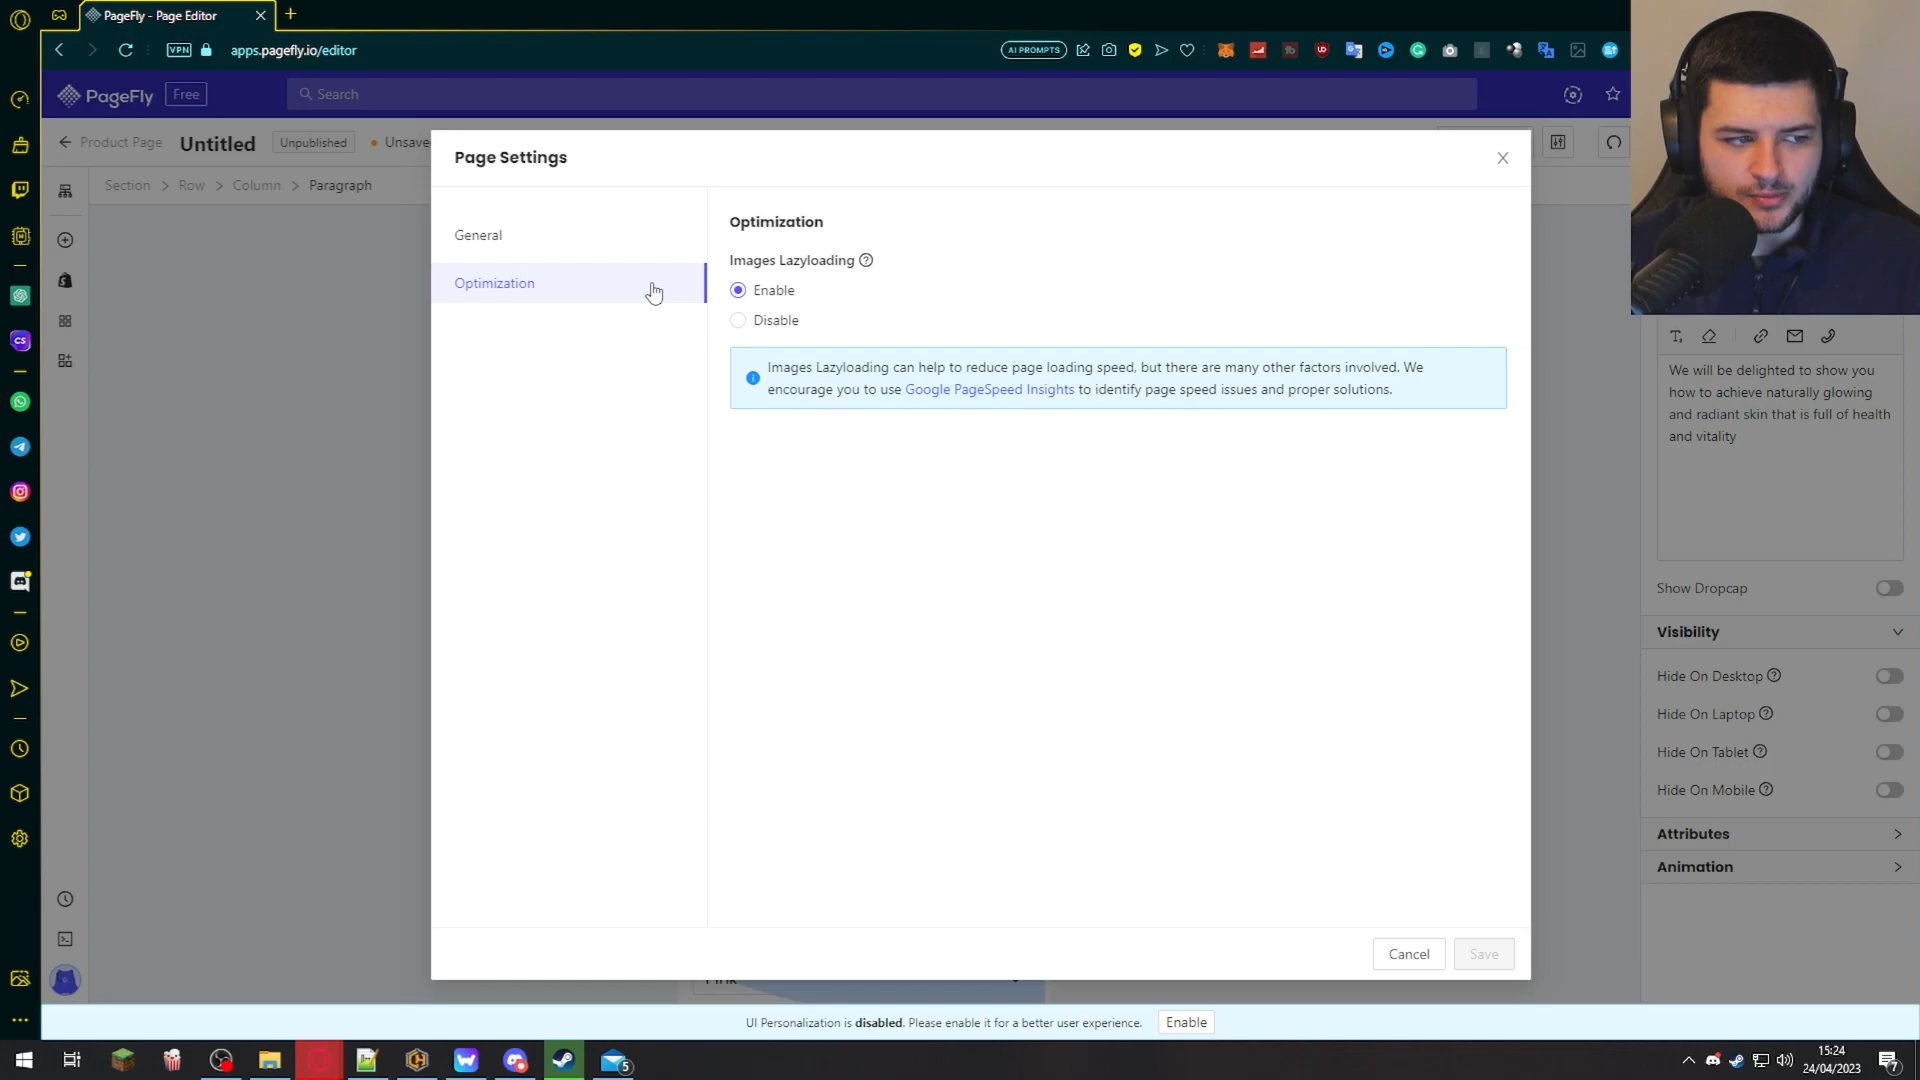 PageFly - Page Editor
VPN
apps.pagefly.io/editor
AI PROMPTS
PageFly
Free
Search
Product Page
Untitled
Unpublished
Section > Row > Column > Paragraph
Page Settings
General
Optimization
Optimization
Images Lazyloading
Enable
Disable
Images Lazyloading can help to reduce page loading speed, but there are many other factors involved. We
encourage you to use Google PageSpeed Insights to identify page speed issues and proper solutions.
We will be delighted to show you
how to achieve naturally glowing
and radiant skin that is full of health
and vitality
Show Dropcap
Visibility
Hide On Desktop
Hide On Laptop
Hide On Tablet
Hide On Mobile
Attributes
Animation
Cancel
Save
UI Personalization is disabled. Please enable it for a better user experience.
Enable
CS
5
15:24
24/04/2023
7